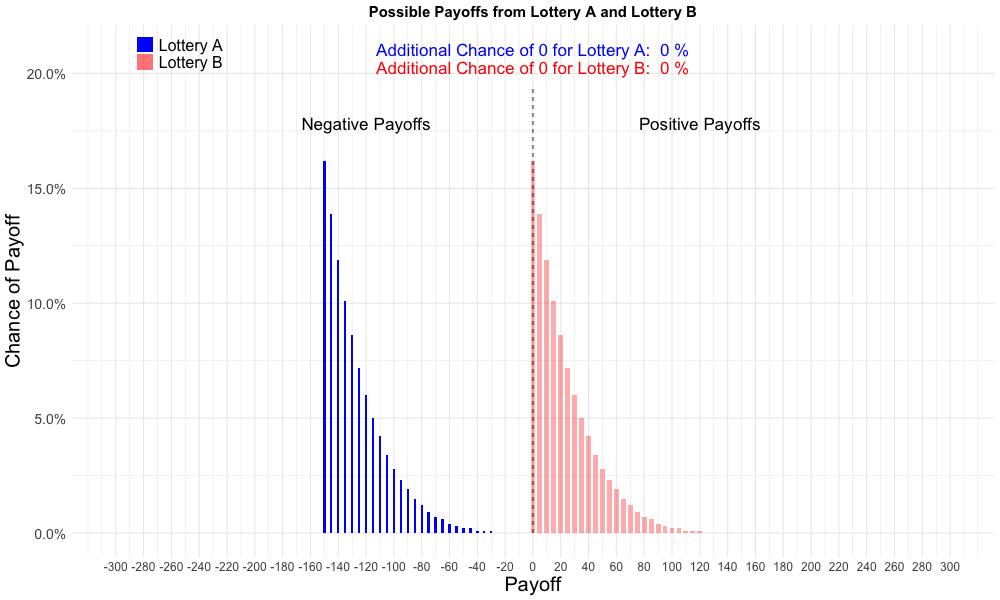 Possible Payoffs from Lottery A and Lottery B
Lottery A
Lottery B
Additional Chance of 0 for Lottery A:  0 %
Additional Chance of 0 for Lottery B:  0 %
Negative Payoffs
Positive Payoffs
Chance of Payoff
20.0%
15.0%
10.0%
5.0%
0.0%
-300 -280 -260 -240 -220 -200 -180 -160 -140 -120 -100 -80 -60 -40 -20 0 20 40 60 80 100 120 140 160 180 200 220 240 260 280 300
Payoff